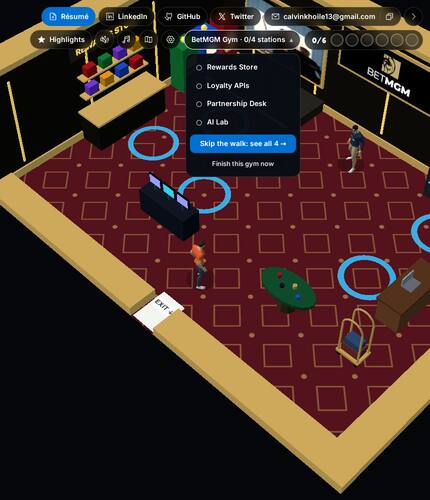 Résumé
LinkedIn
GitHub
Twitter
calvinkhoile13@gmail.com
Highlights
BetMGM Gym · 0/4 stations
0/6
Rewards Store
Loyalty APIs
Partnership Desk
AI Lab
Skip the walk: see all 4 →
Finish this gym now
BETMGM
EXIT